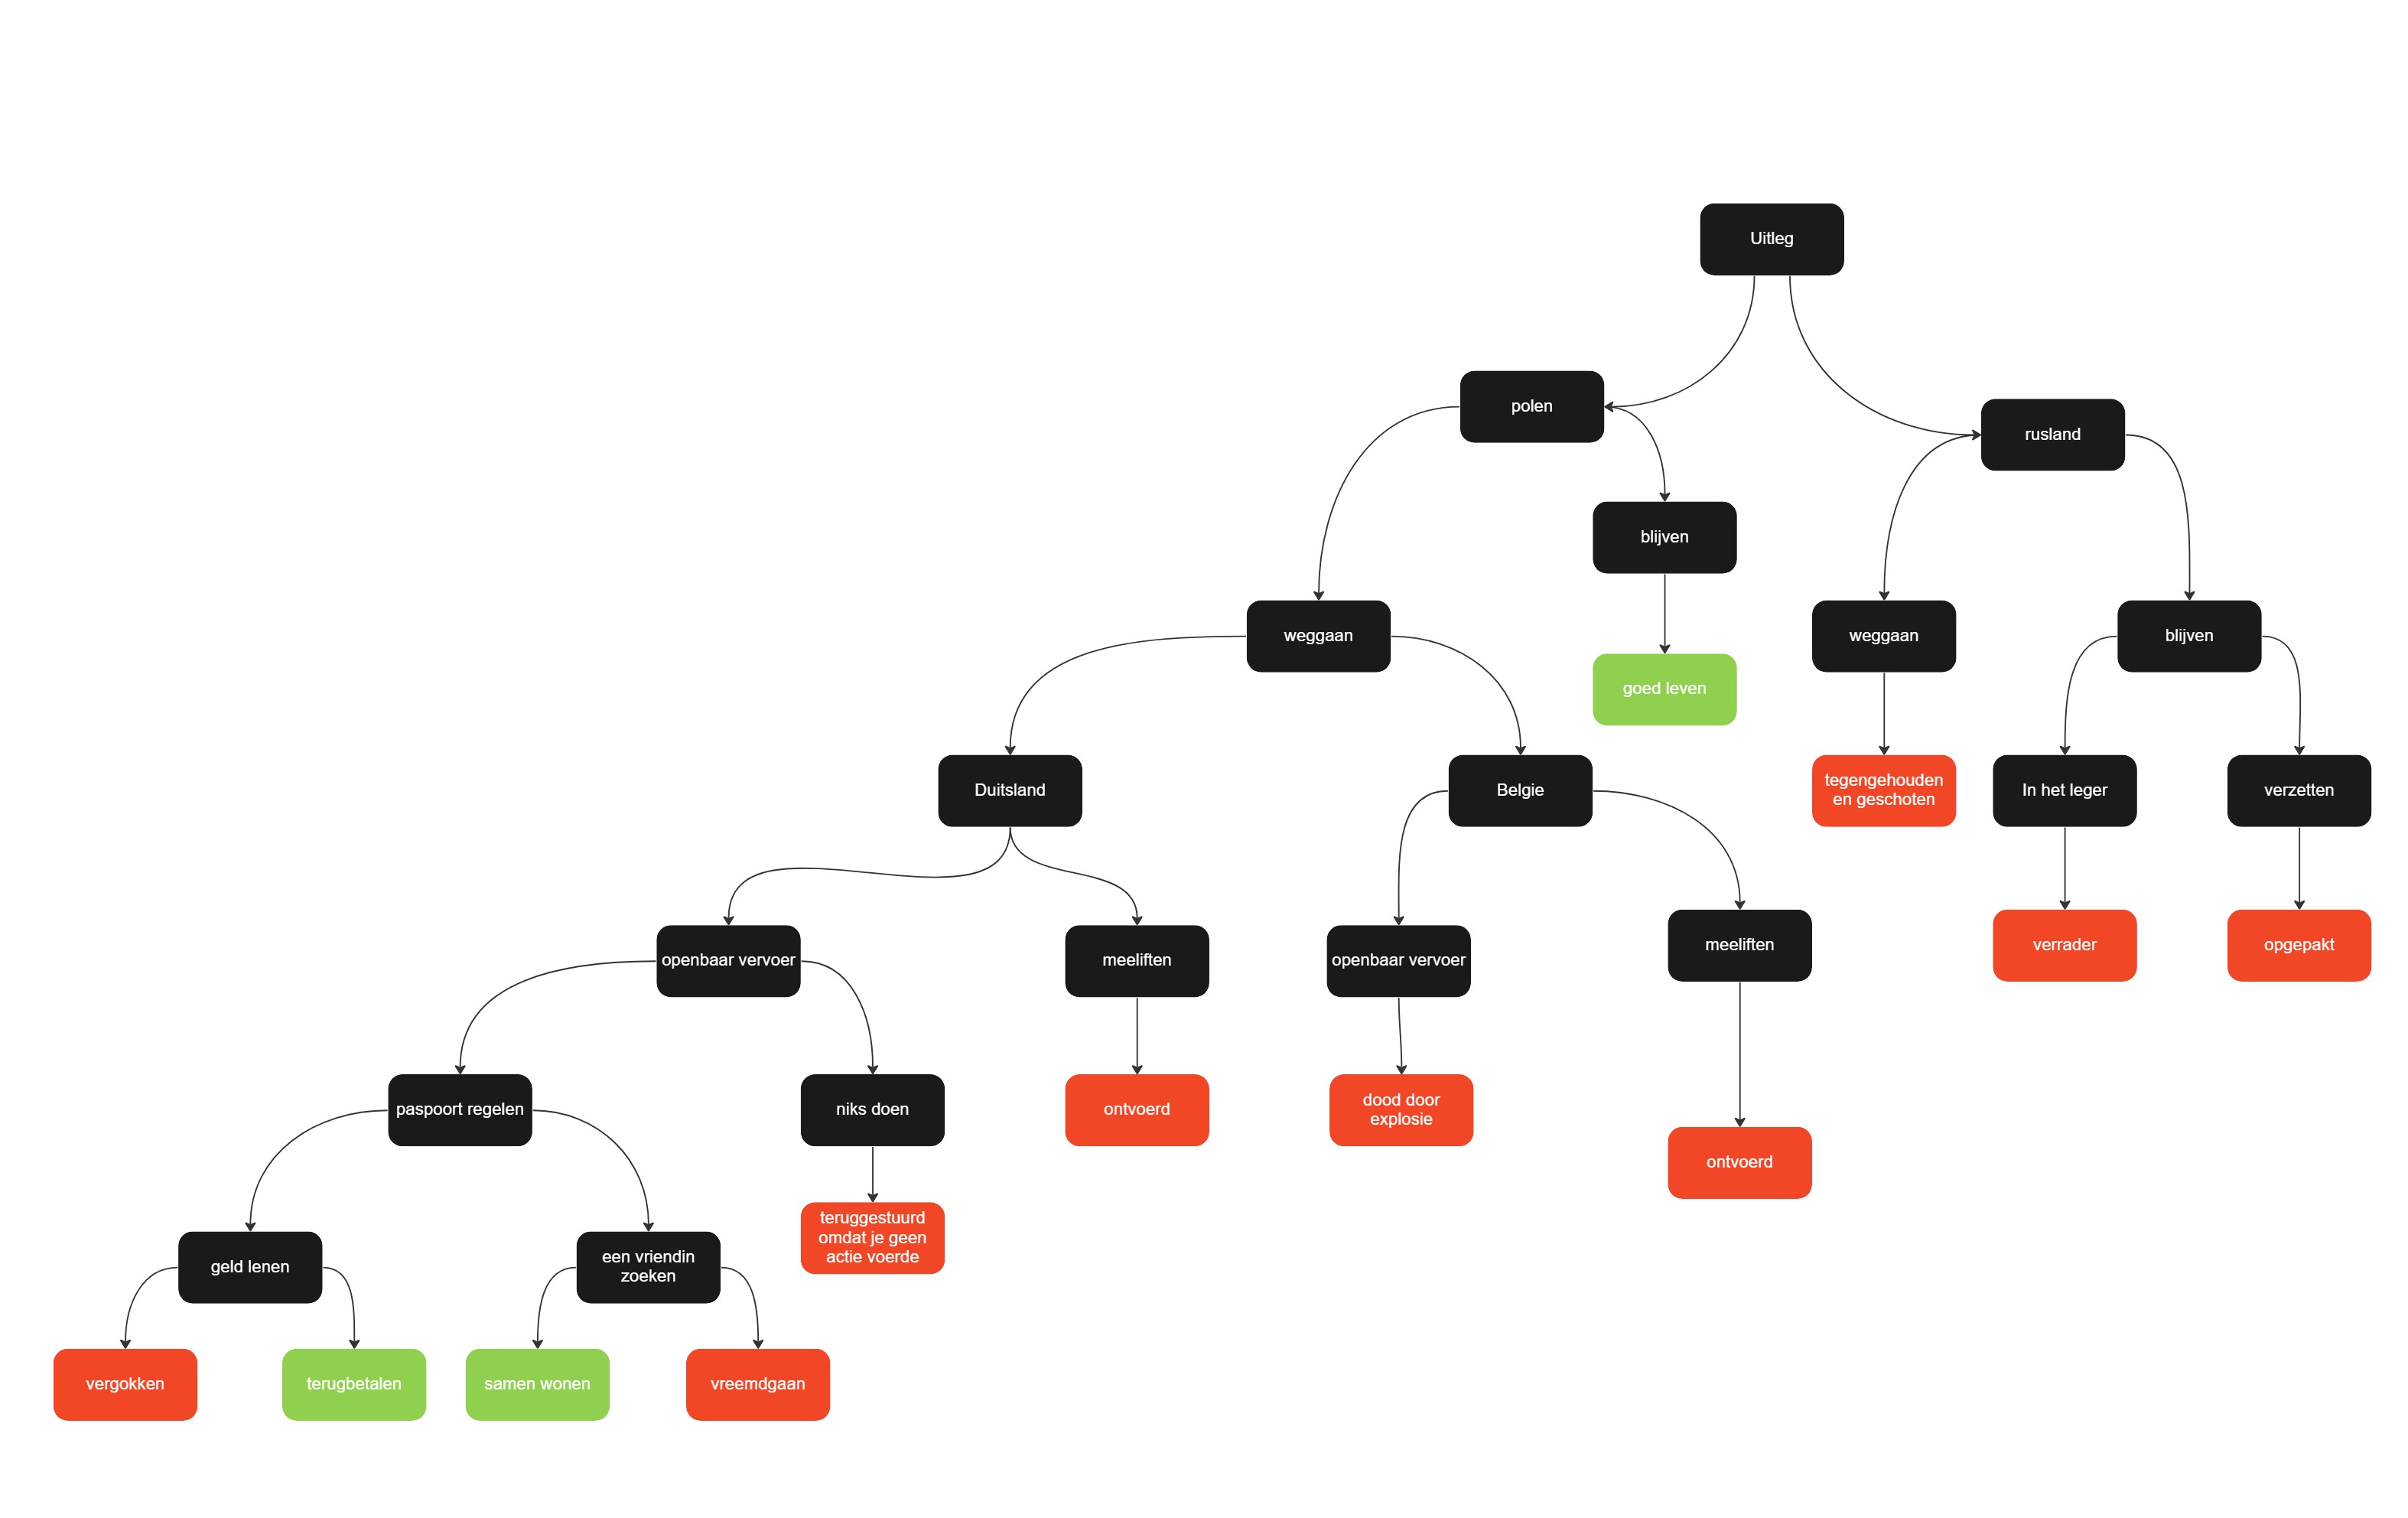 Uitleg
polen
rusland
blijven
weggaan
weggaan
blijven
goed leven
Duitsland
Belgie
tegengehouden
en geschoten
In het leger
verzetten
openbaar vervoer
meeliften
openbaar vervoer
meeliften
verrader
opgepakt
paspoort regelen
niks doen
ontvoerd
dood door
explosie
ontvoerd
teruggestuurd
omdat je geen
actie voerde
geld lenen
een vriendin
zoeken
vergokken
terugbetalen
samen wonen
vreemdgaan